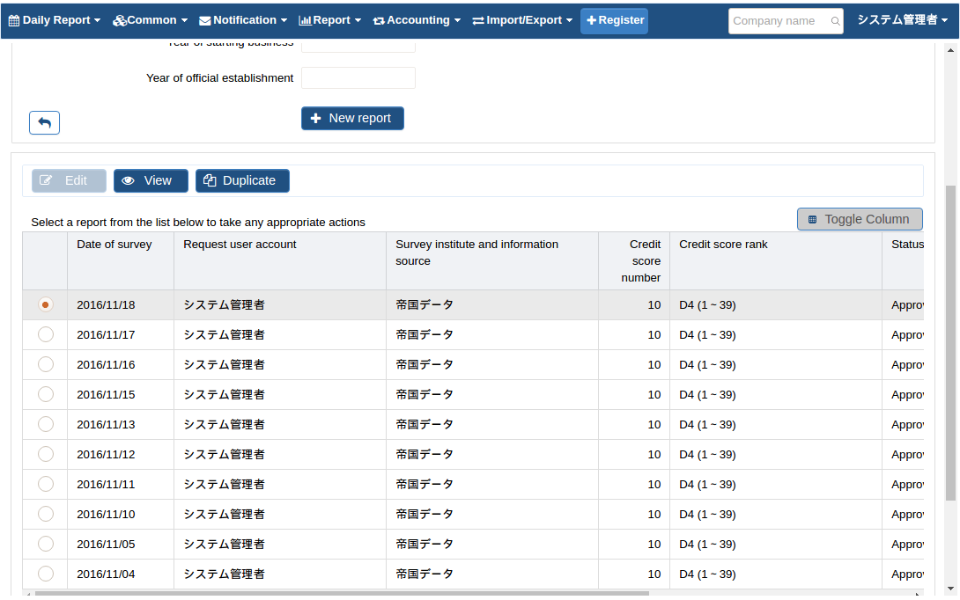 Daily Report Common Notification Report Accounting Import/Export Register Company name システム管理者
Year of starting business
Year of official establishment
New report
Edit View Duplicate
Select a report from the list below to take any appropriate actions Toggle Column
Date of survey Request user account Survey institute and information source Credit score number Credit score rank Status
2016/11/18 システム管理者 帝国データ 10 D4 (1 ~ 39) Approv
2016/11/17 システム管理者 帝国データ 10 D4 (1 ~ 39) Approv
2016/11/16 システム管理者 帝国データ 10 D4 (1 ~ 39) Approv
2016/11/15 システム管理者 帝国データ 10 D4 (1 ~ 39) Approv
2016/11/13 システム管理者 帝国データ 10 D4 (1 ~ 39) Approv
2016/11/12 システム管理者 帝国データ 10 D4 (1 ~ 39) Approv
2016/11/11 システム管理者 帝国データ 10 D4 (1 ~ 39) Approv
2016/11/10 システム管理者 帝国データ 10 D4 (1 ~ 39) Approv
2016/11/05 システム管理者 帝国データ 10 D4 (1 ~ 39) Approv
2016/11/04 システム管理者 帝国データ 10 D4 (1 ~ 39) Approv